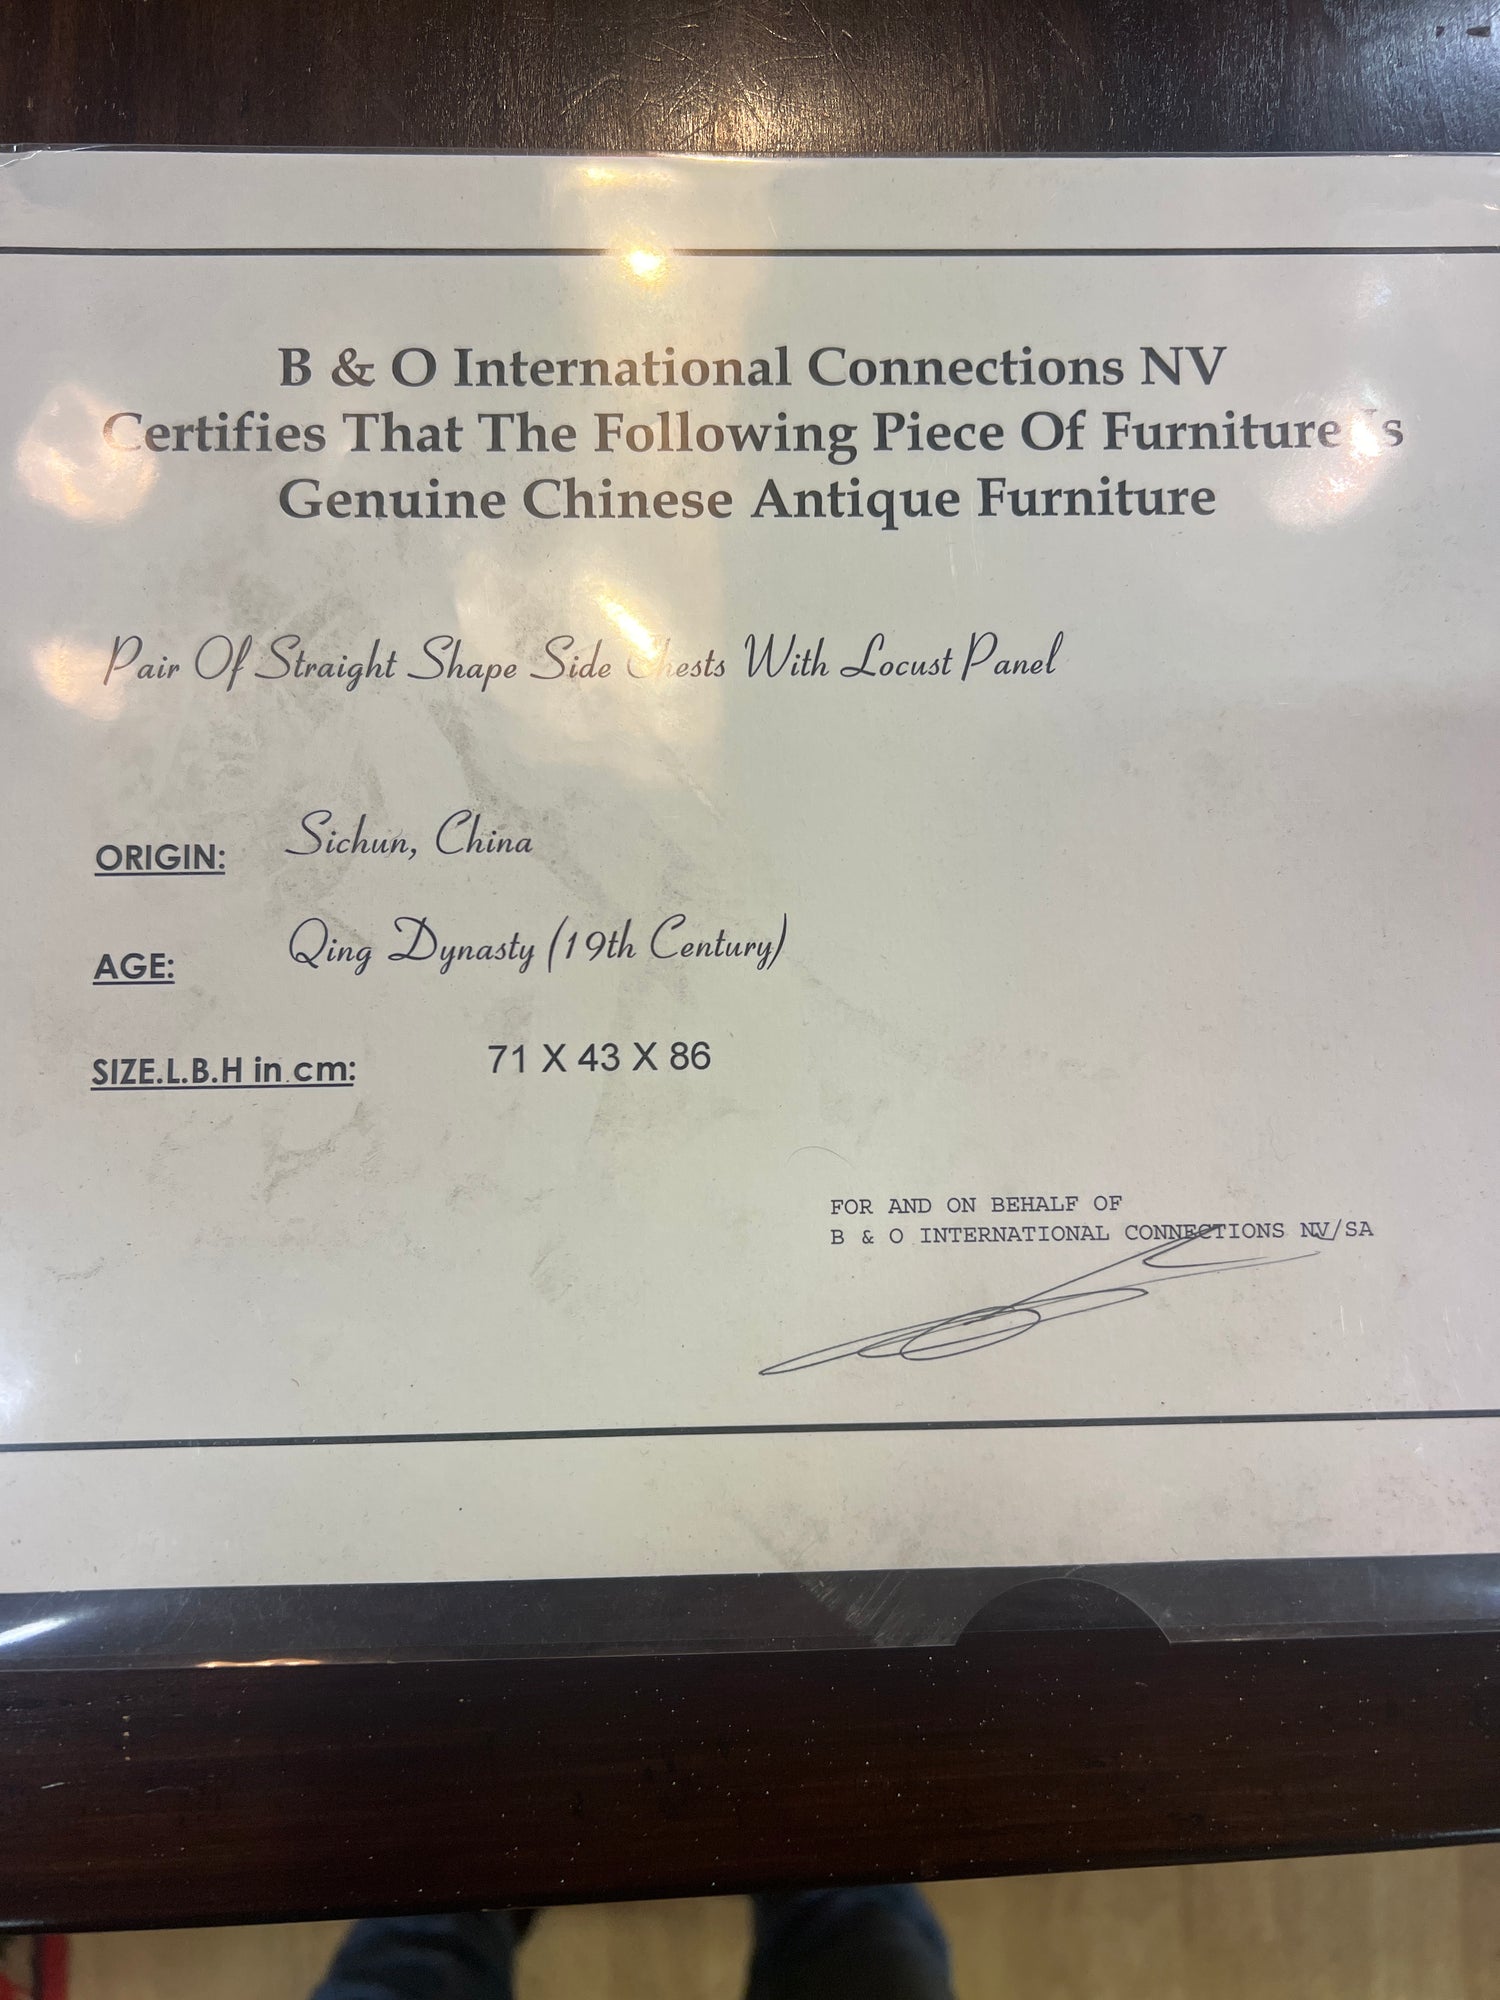 B & O International Connections NV
Certifies That The Following Piece Of Furniture Is
Genuine Chinese Antique Furniture
Pair Of Straight Shape Side Chests With Locust Panel
ORIGIN: Sichun, China
AGE: Qing Dynasty (19th Century)
SIZE.L.B.H in cm: 71 X 43 X 86
FOR AND ON BEHALF OF
B & O INTERNATIONAL CONNECTIONS NV/SA